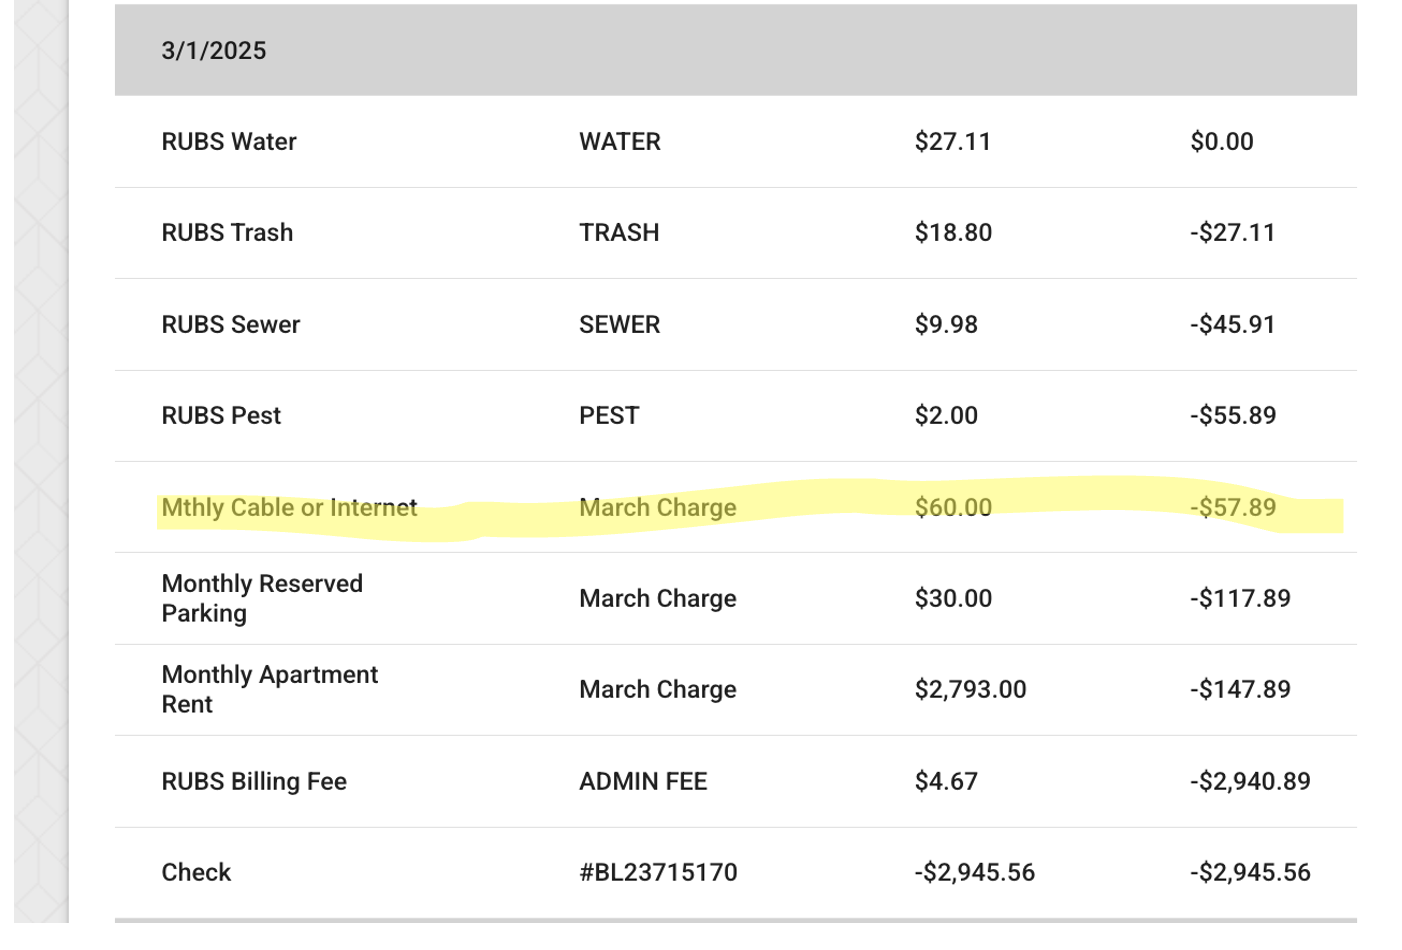 3/1/2025
RUBS Water WATER $27.11 $0.00
RUBS Trash TRASH $18.80 -$27.11
RUBS Sewer SEWER $9.98 -$45.91
RUBS Pest PEST $2.00 -$55.89
Mthly Cable or Internet March Charge $60.00 -$57.89
Monthly Reserved
Parking March Charge $30.00 -$117.89
Monthly Apartment
Rent March Charge $2,793.00 -$147.89
RUBS Billing Fee ADMIN FEE $4.67 -$2,940.89
Check #BL23715170 -$2,945.56 -$2,945.56